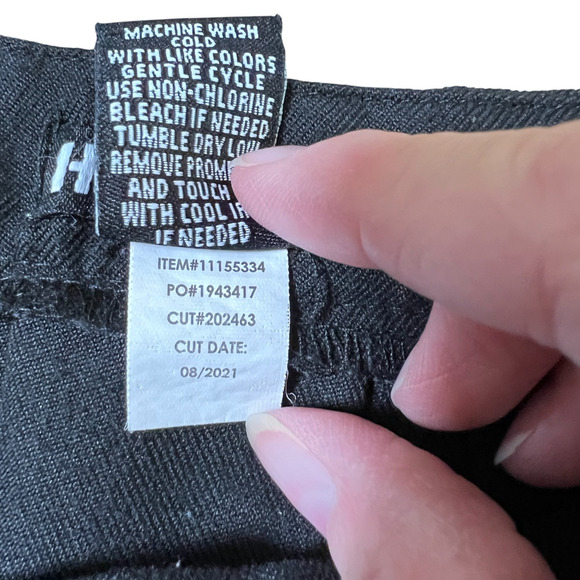 MACHINE WASH
COLD
WITH LIKE COLORS
GENTLE CYCLE
USE NON-CHLORINE
BLEACH IF NEEDED
TUMBLE DRY LOW
REMOVE
AND TOUCH
WITH COOL
IF NEEDED
H
ITEM#11155334
PO#1943417
CUT#202463
CUT DATE:
08/2021